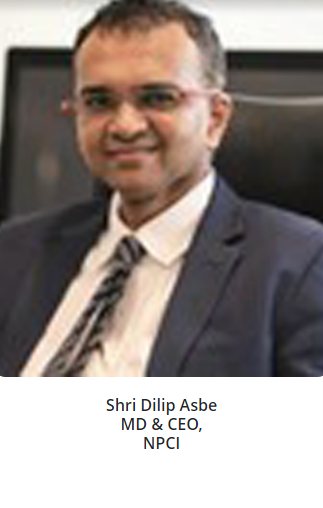 Shri Dilip Asbe
MD & CEO,
NPCI